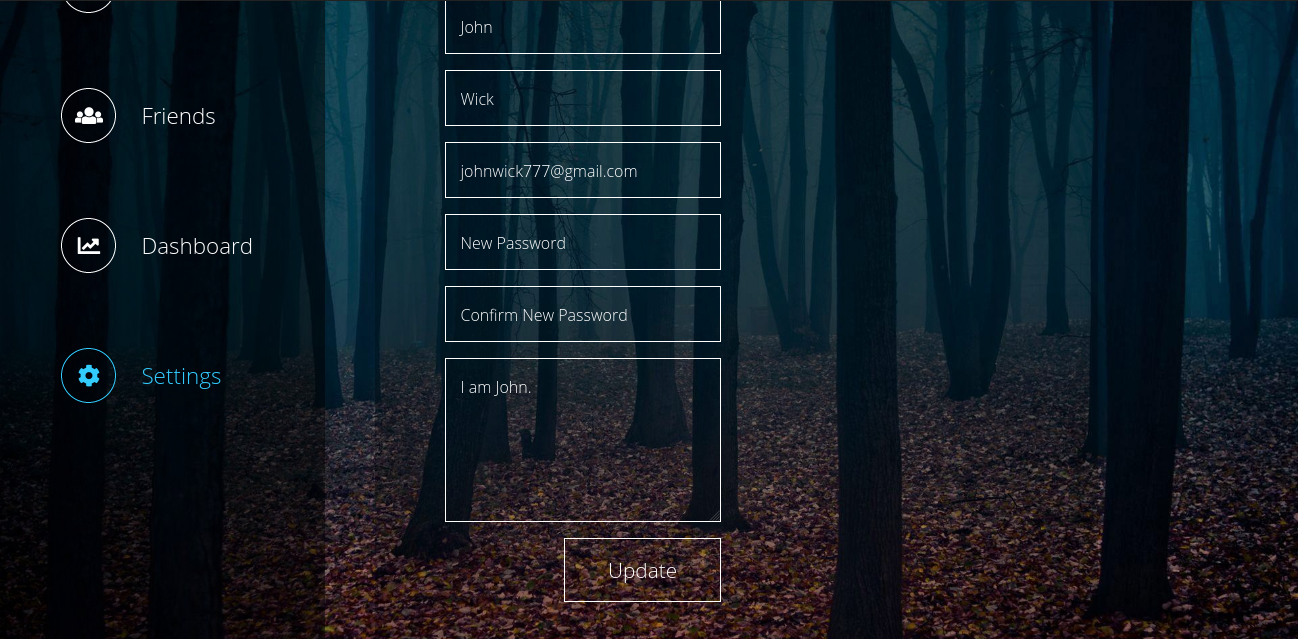 Friends
Dashboard
Settings
John
Wick
johnwick777@gmail.com
New Password
Confirm New Password
I am John.
Update